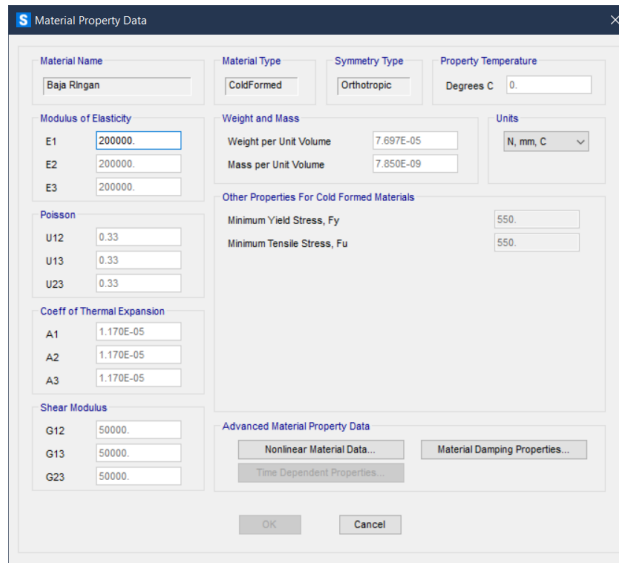 S Material Property Data
Material Name
Baja RIngan
Material Type
ColdFormed
Symmetry Type
Orthotropic
Property Temperature
Degrees C 0.
Modulus of Elasticity
E1 200000.
E2 200000.
E3 200000.
Weight and Mass
Weight per Unit Volume 7.697E-05
Mass per Unit Volume 7.850E-09
Units
N, mm, C
Poisson
U12 0.33
U13 0.33
U23 0.33
Other Properties For Cold Formed Materials
Minimum Yield Stress, Fy 550.
Minimum Tensile Stress, Fu 550.
Coeff of Thermal Expansion
A1 1.170E-05
A2 1.170E-05
A3 1.170E-05
Shear Modulus
G12 50000.
G13 50000.
G23 50000.
Advanced Material Property Data
Nonlinear Material Data...
Material Damping Properties...
Time Dependent Properties...
OK
Cancel